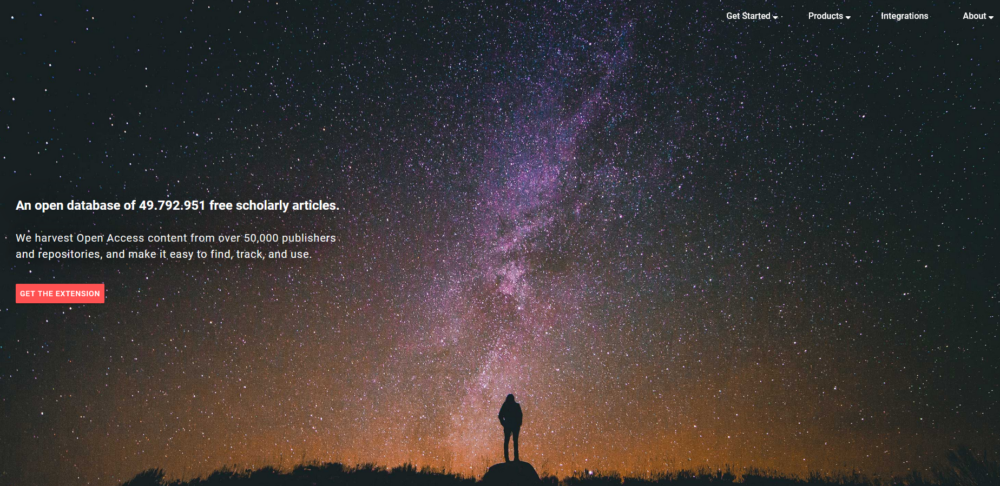 Get Started Products Integrations About
An open database of 49.792.951 free scholarly articles.
We harvest Open Access content from over 50,000 publishers
and repositories, and make it easy to find, track, and use.
GET THE EXTENSION